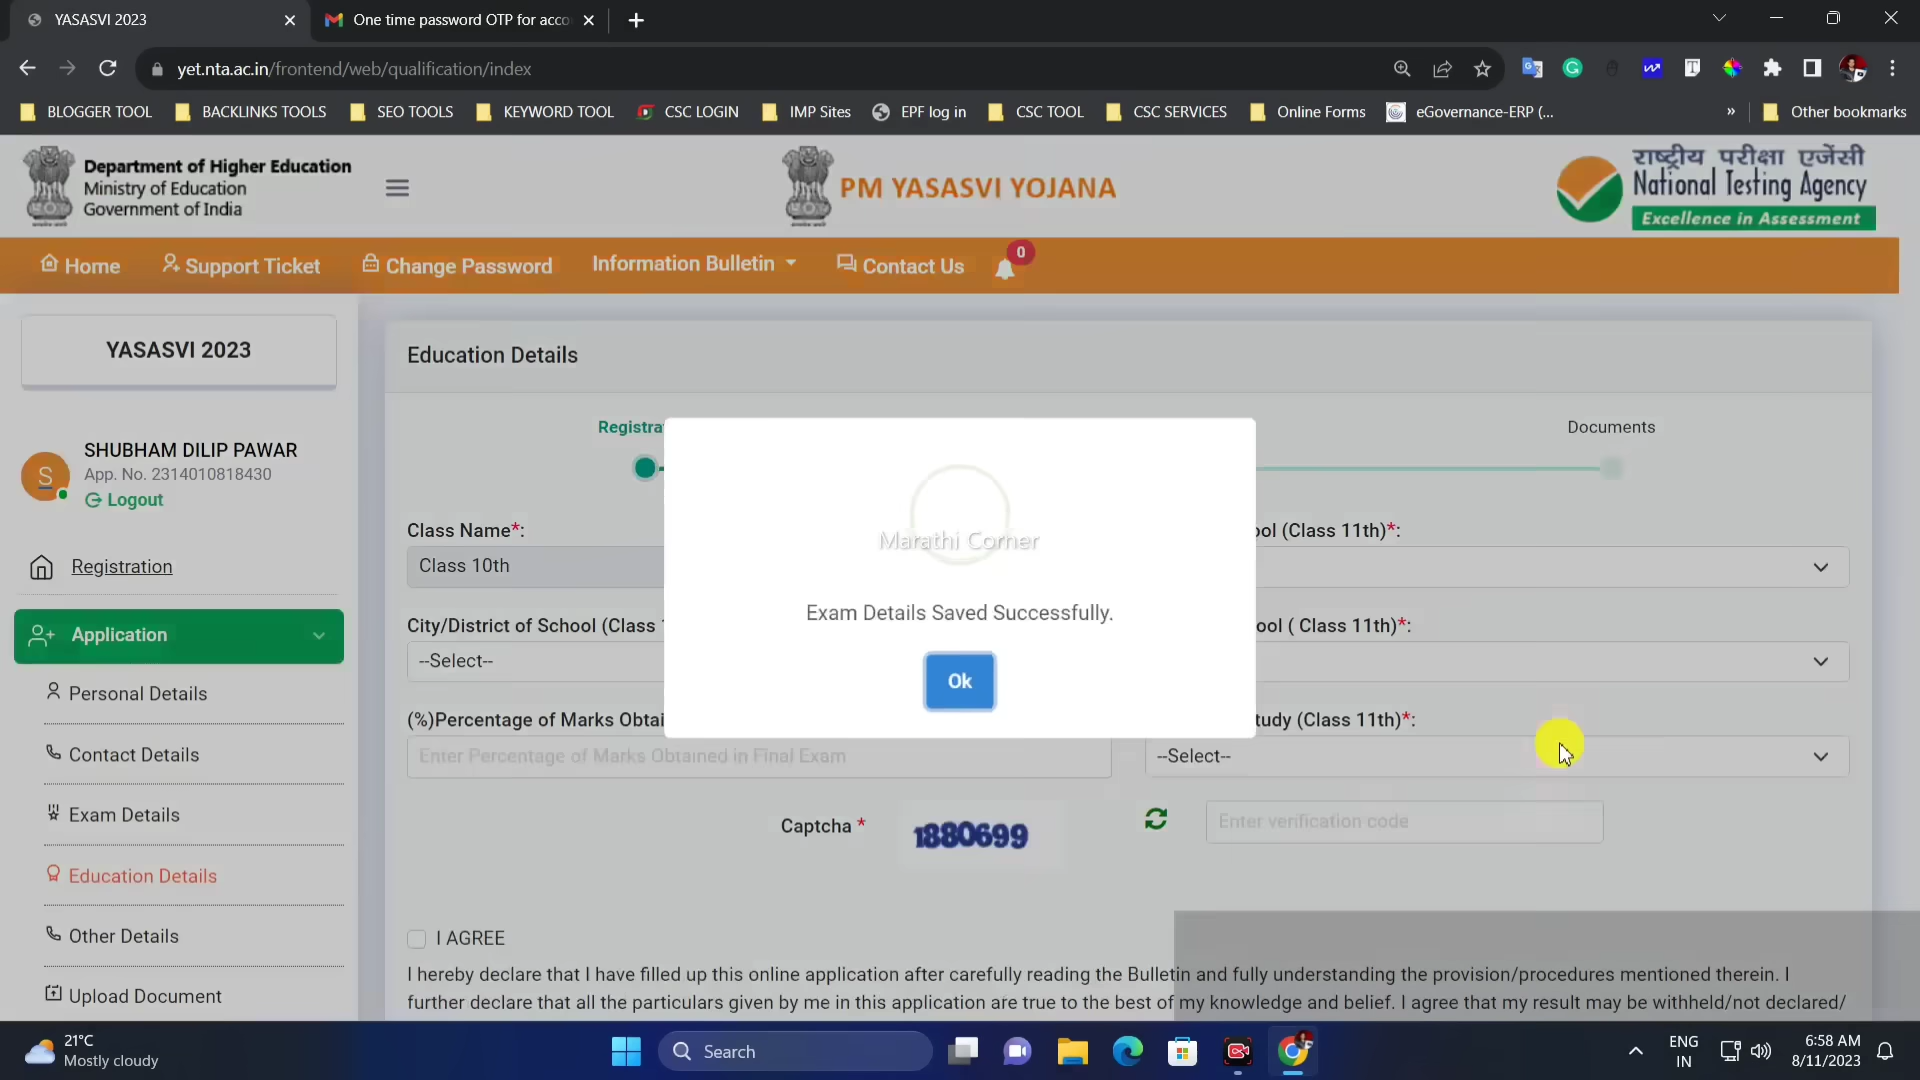 YASASVI 2023
One time password OTP for acco
yet.nta.ac.in/frontend/web/qualification/index
BLOGGER TOOL
BACKLINKS TOOLS
SEO TOOLS
KEYWORD TOOL
CSC LOGIN
IMP Sites
EPF log in
CSC TOOL
CSC SERVICES
Online Forms
eGovernance-ERP (...
»
Other bookmarks
Department of Higher Education
Ministry of Education
Government of India
PM YASASVI YOJANA
राष्ट्रीय परीक्षा एजेंसी
National Testing Agency
Excellence in Assessment
Home
Support Ticket
Change Password
Information Bulletin
Contact Us
0
YASASVI 2023
S
SHUBHAM DILIP PAWAR
App. No. 2314010818430
Logout
Registration
Application
Personal Details
Contact Details
Exam Details
Education Details
Other Details
Upload Document
Education Details
Registra
Documents
Class Name*:
ool (Class 11th)*:
Class 10th
City/District of School (Class
ool ( Class 11th)*:
--Select--
(%)Percentage of Marks Obtai
tudy (Class 11th)*:
Enter Percentage of Marks Obtained in Final Exam
--Select--
Marathi Corner
Exam Details Saved Successfully.
Ok
Captcha *
1880699
Enter verification code
I AGREE
I hereby declare that I have filled up this online application after carefully reading the Bulletin and fully understanding the provision/procedures mentioned therein. I
further declare that all the particulars given by me in this application are true to the best of my knowledge and belief. I agree that my result may be withheld/not declared/
21°C
Mostly cloudy
Search
ENG
IN
6:58 AM
8/11/2023